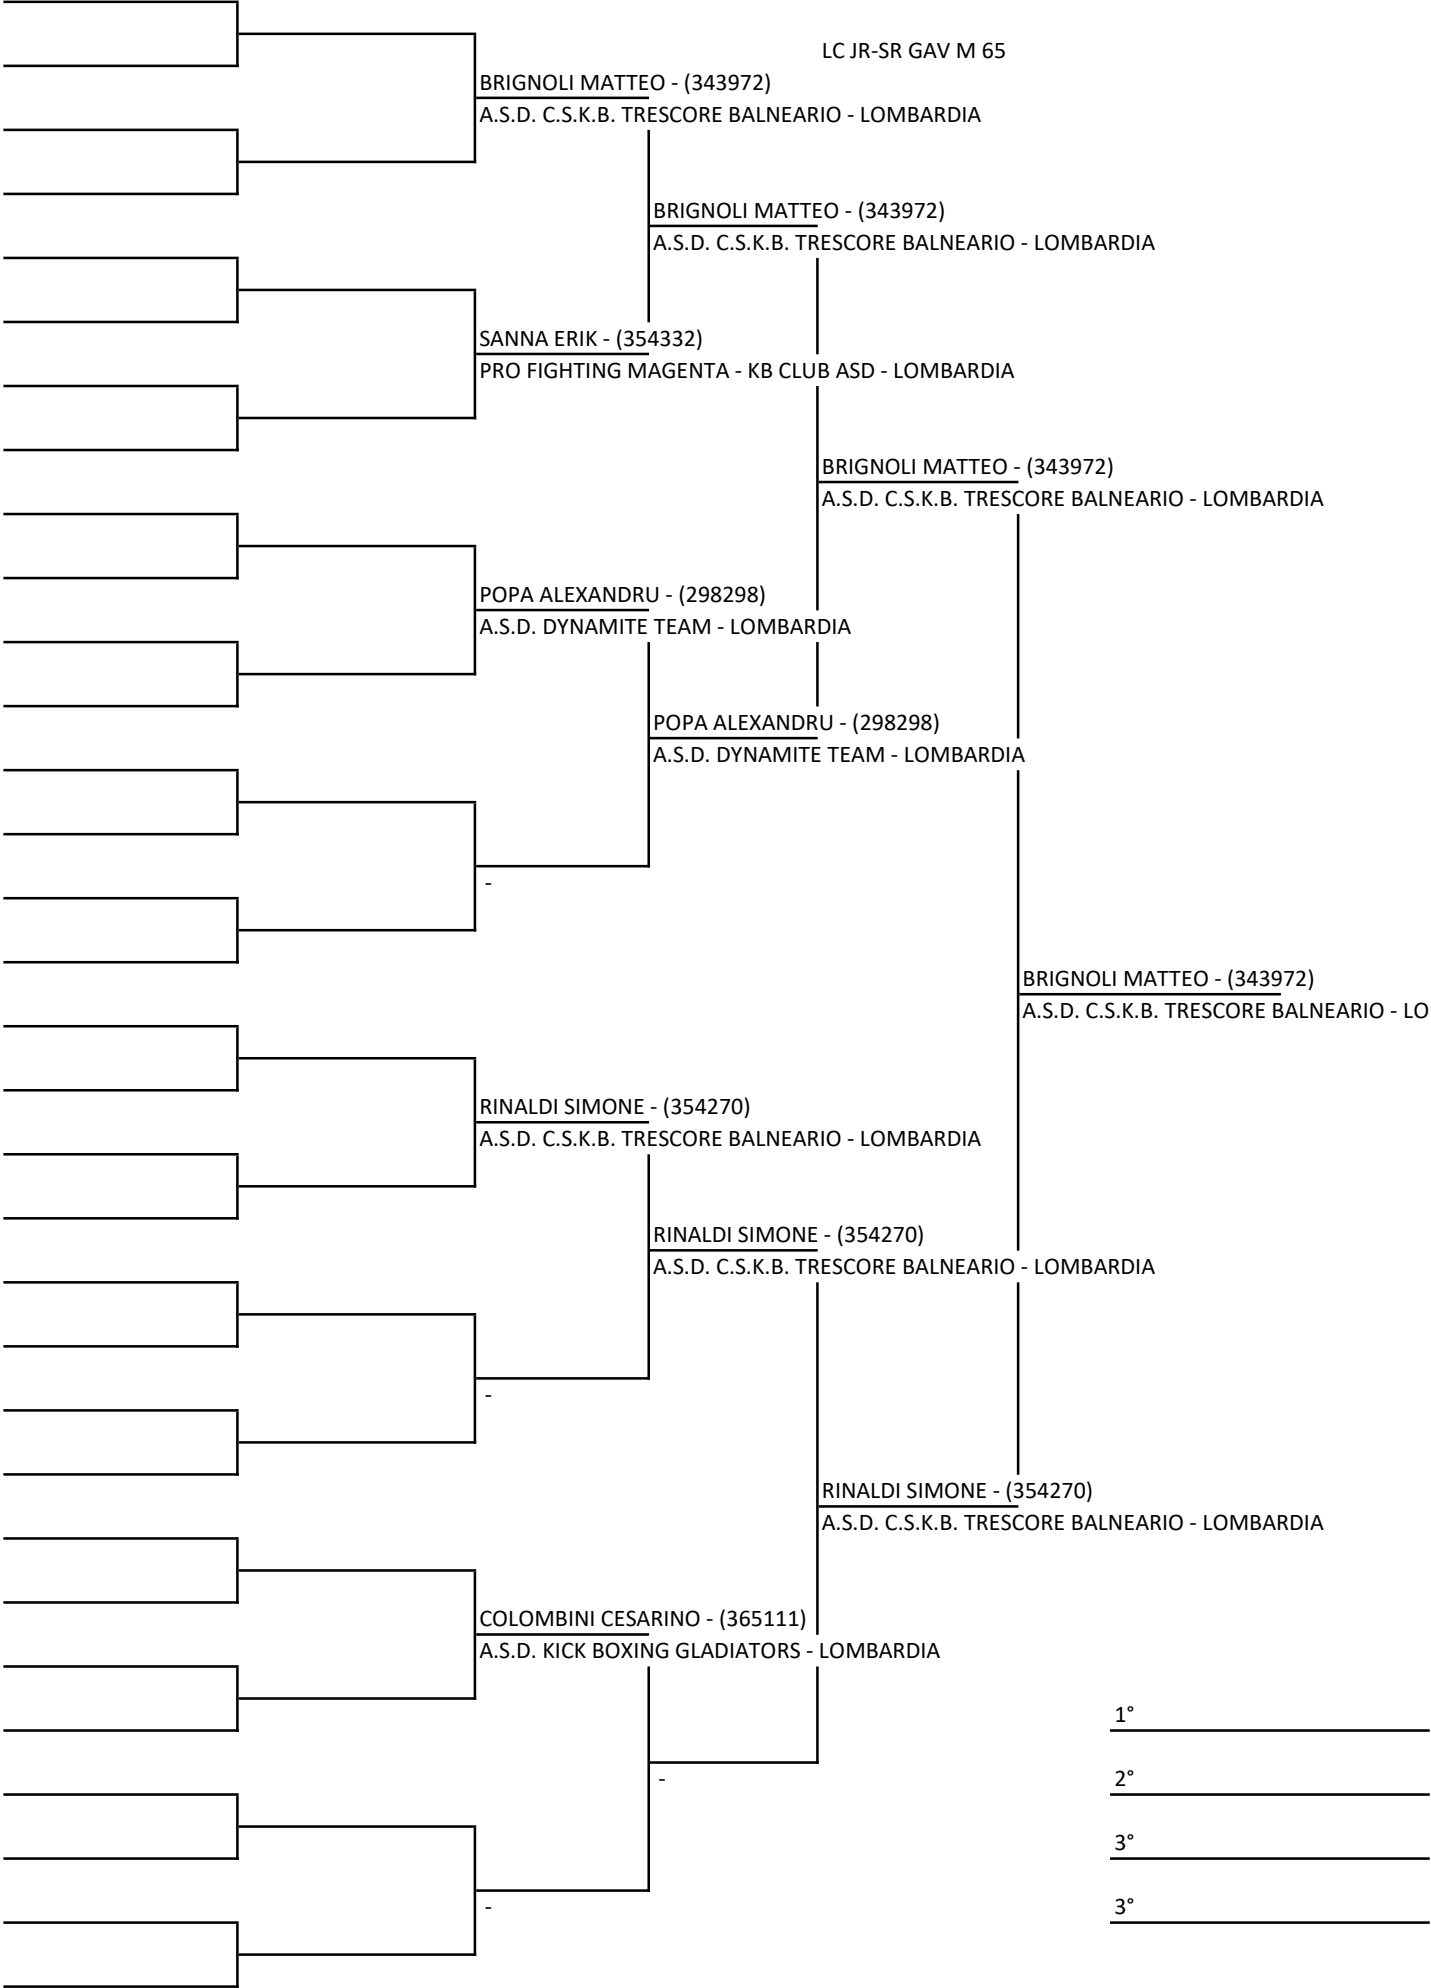 LC JR-SR GAV M 65
BRIGNOLI MATTEO - (343972)
A.S.D. C.S.K.B. TRESCORE BALNEARIO - LOMBARDIA
BRIGNOLI MATTEO - (343972)
A.S.D. C.S.K.B. TRESCORE BALNEARIO - LOMBARDIA
SANNA ERIK - (354332)
PRO FIGHTING MAGENTA - KB CLUB ASD - LOMBARDIA
BRIGNOLI MATTEO - (343972)
A.S.D. C.S.K.B. TRESCORE BALNEARIO - LOMBARDIA
POPA ALEXANDRU - (298298)
A.S.D. DYNAMITE TEAM - LOMBARDIA
POPA ALEXANDRU - (298298)
A.S.D. DYNAMITE TEAM - LOMBARDIA
-
BRIGNOLI MATTEO - (343972)
A.S.D. C.S.K.B. TRESCORE BALNEARIO - LO
RINALDI SIMONE - (354270)
A.S.D. C.S.K.B. TRESCORE BALNEARIO - LOMBARDIA
RINALDI SIMONE - (354270)
A.S.D. C.S.K.B. TRESCORE BALNEARIO - LOMBARDIA
-
RINALDI SIMONE - (354270)
A.S.D. C.S.K.B. TRESCORE BALNEARIO - LOMBARDIA
COLOMBINI CESARINO - (365111)
A.S.D. KICK BOXING GLADIATORS - LOMBARDIA
1°
-
2°
3°
-
3°